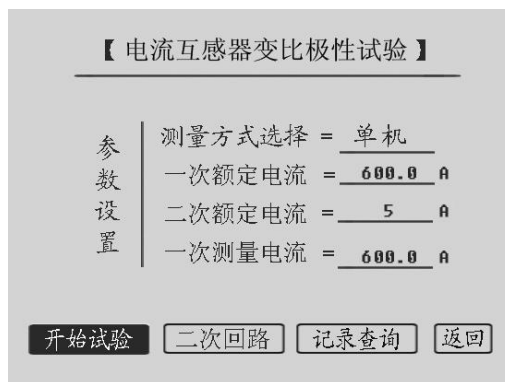 【电流互感器变比极性试验】
参数设置
测量方式选择 = 单机
一次额定电流 = 600.0 A
二次额定电流 = 5 A
一次测量电流 = 600.0 A
开始试验 二次回路 记录查询 返回